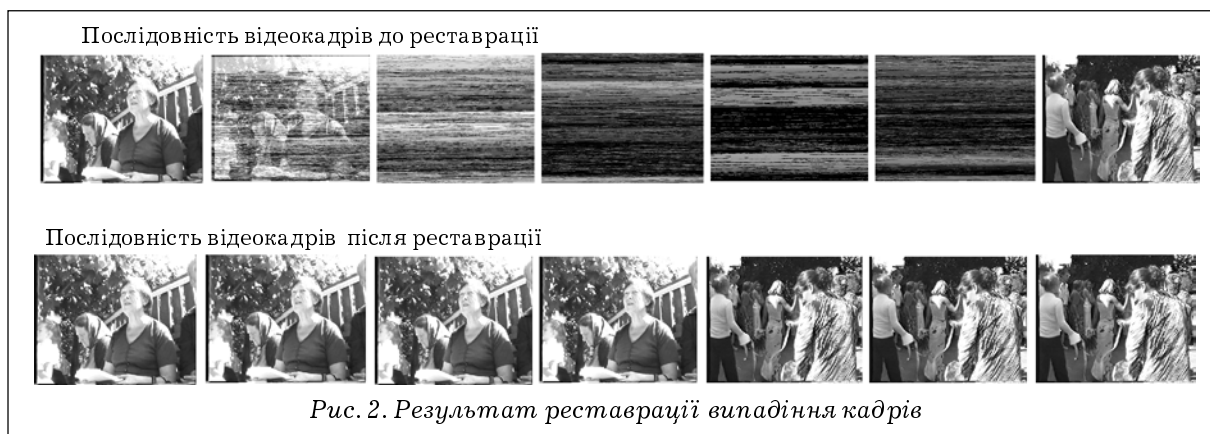 Послідовність відеокадрів до реставрації
Послідовність відеокадрів після реставрації
Рис. 2. Результат реставрації випадіння кадрів